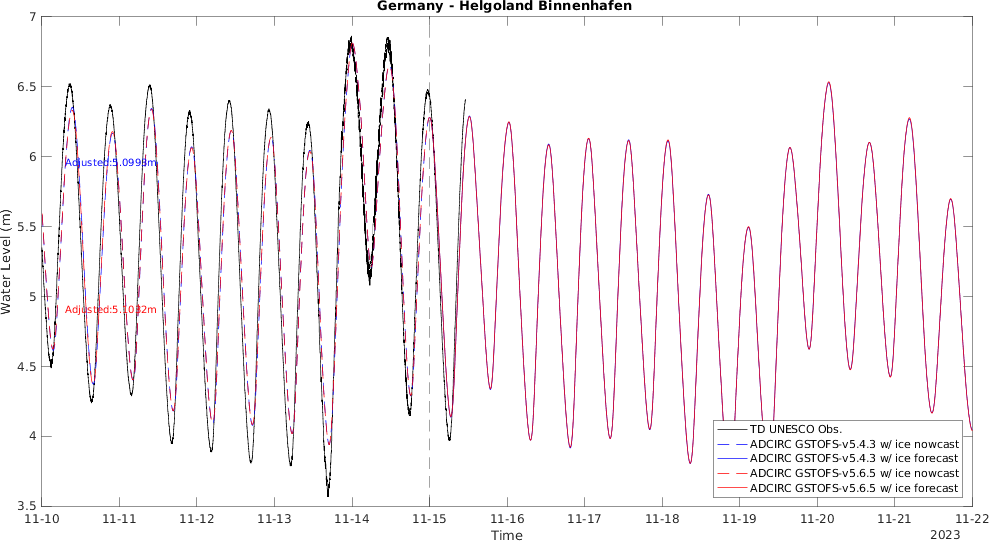 Germany - Helgoland Binnenhafen
7
6.5
6
5.5
5
4.5
4
3.5
Water Level (m)
Adjusted:5.0993m
Adjusted:5.1032m
TD UNESCO Obs.
ADCIRC GSTOFS-v5.4.3 w/ ice nowcast
ADCIRC GSTOFS-v5.4.3 w/ ice forecast
ADCIRC GSTOFS-v5.6.5 w/ ice nowcast
ADCIRC GSTOFS-v5.6.5 w/ ice forecast
11-10 11-11 11-12 11-13 11-14 11-15 11-16 11-17 11-18 11-19 11-20 11-21 11-22
Time
2023